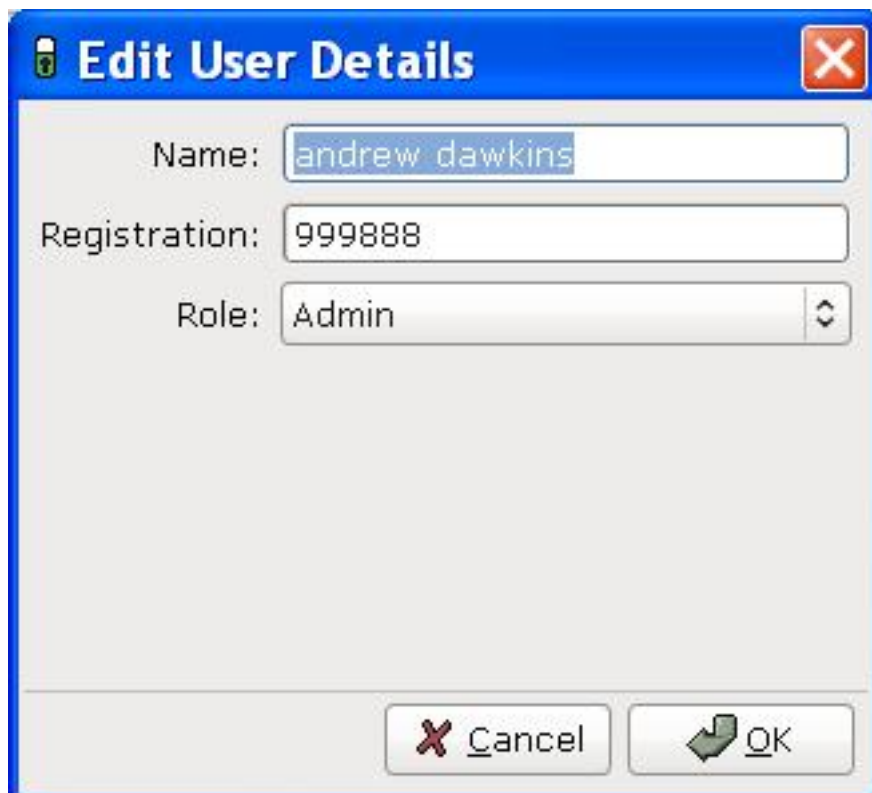 Edit User Details
Name: andrew dawkins
Registration: 999888
Role: Admin
Cancel OK